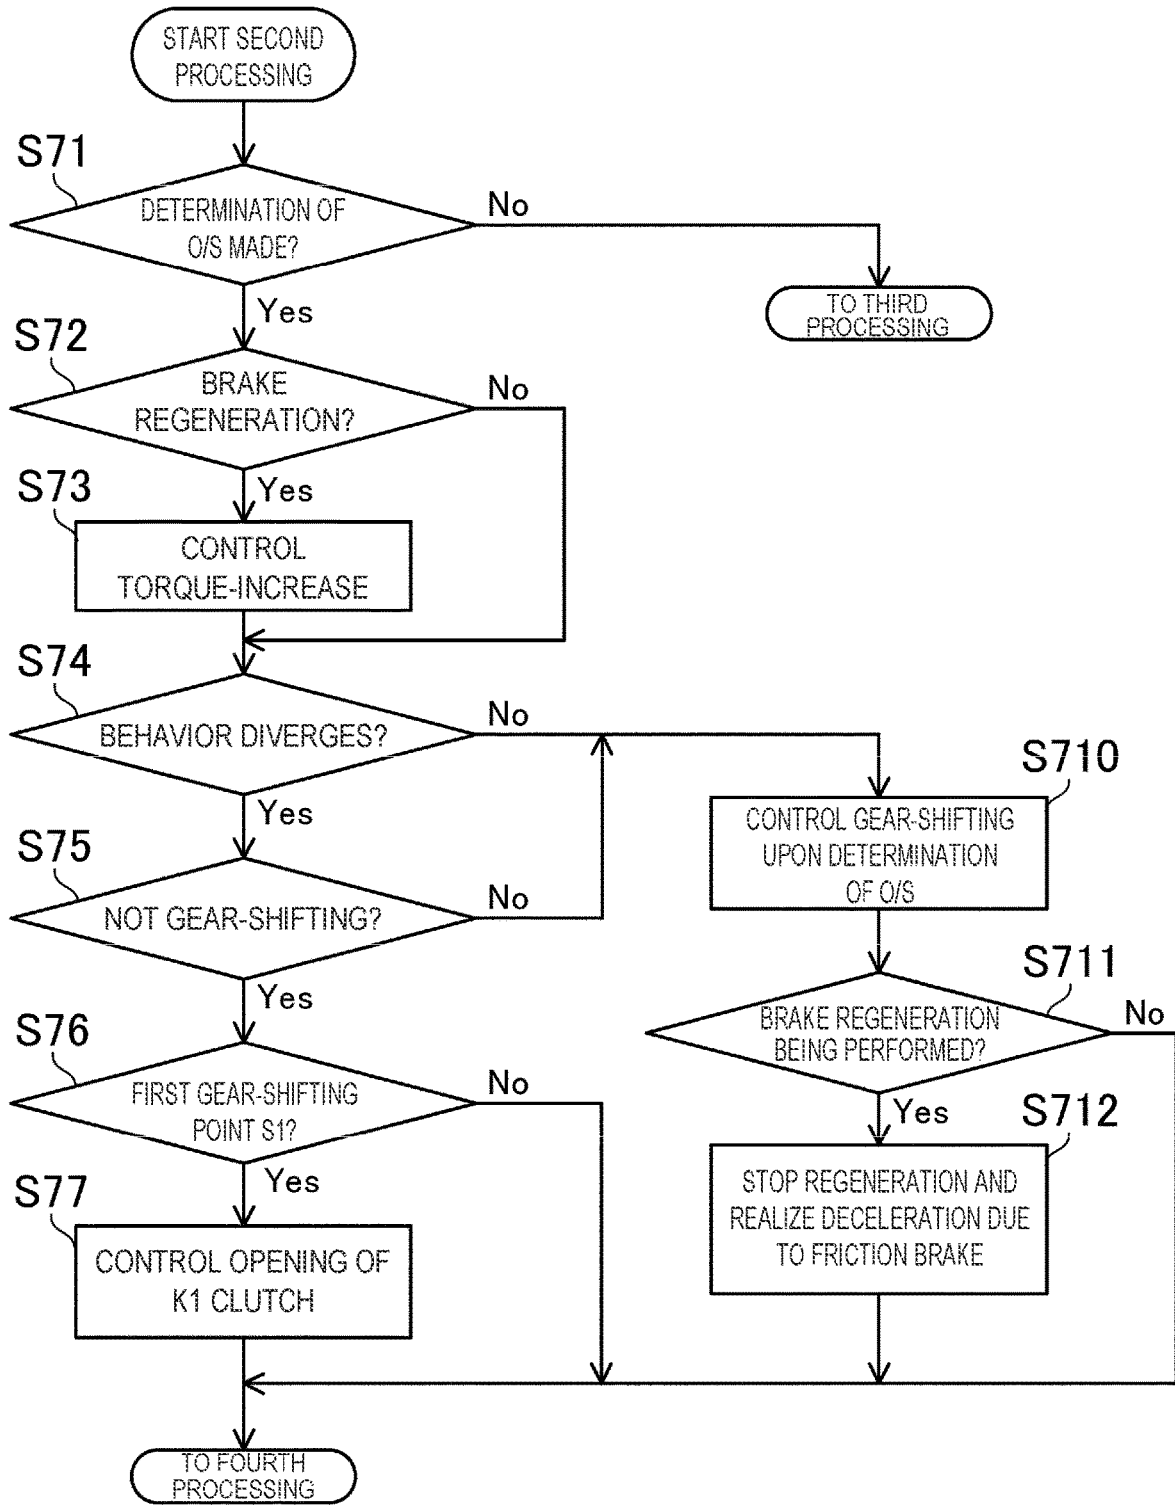 START SECOND
PROCESSING
S71
DETERMINATION OF
O/S MADE?
No
TO THIRD
PROCESSING
Yes
S72
BRAKE
REGENERATION?
No
Yes
S73
CONTROL
TORQUE-INCREASE
S74
BEHAVIOR DIVERGES?
No
Yes
S75
NOT GEAR-SHIFTING?
No
Yes
S76
FIRST GEAR-SHIFTING
POINT S1?
No
Yes
S77
CONTROL OPENING OF
K1 CLUTCH
S710
CONTROL GEAR-SHIFTING
UPON DETERMINATION
OF O/S
S711
BRAKE REGENERATION
BEING PERFORMED?
No
Yes
S712
STOP REGENERATION AND
REALIZE DECELERATION DUE
TO FRICTION BRAKE
TO FOURTH
PROCESSING